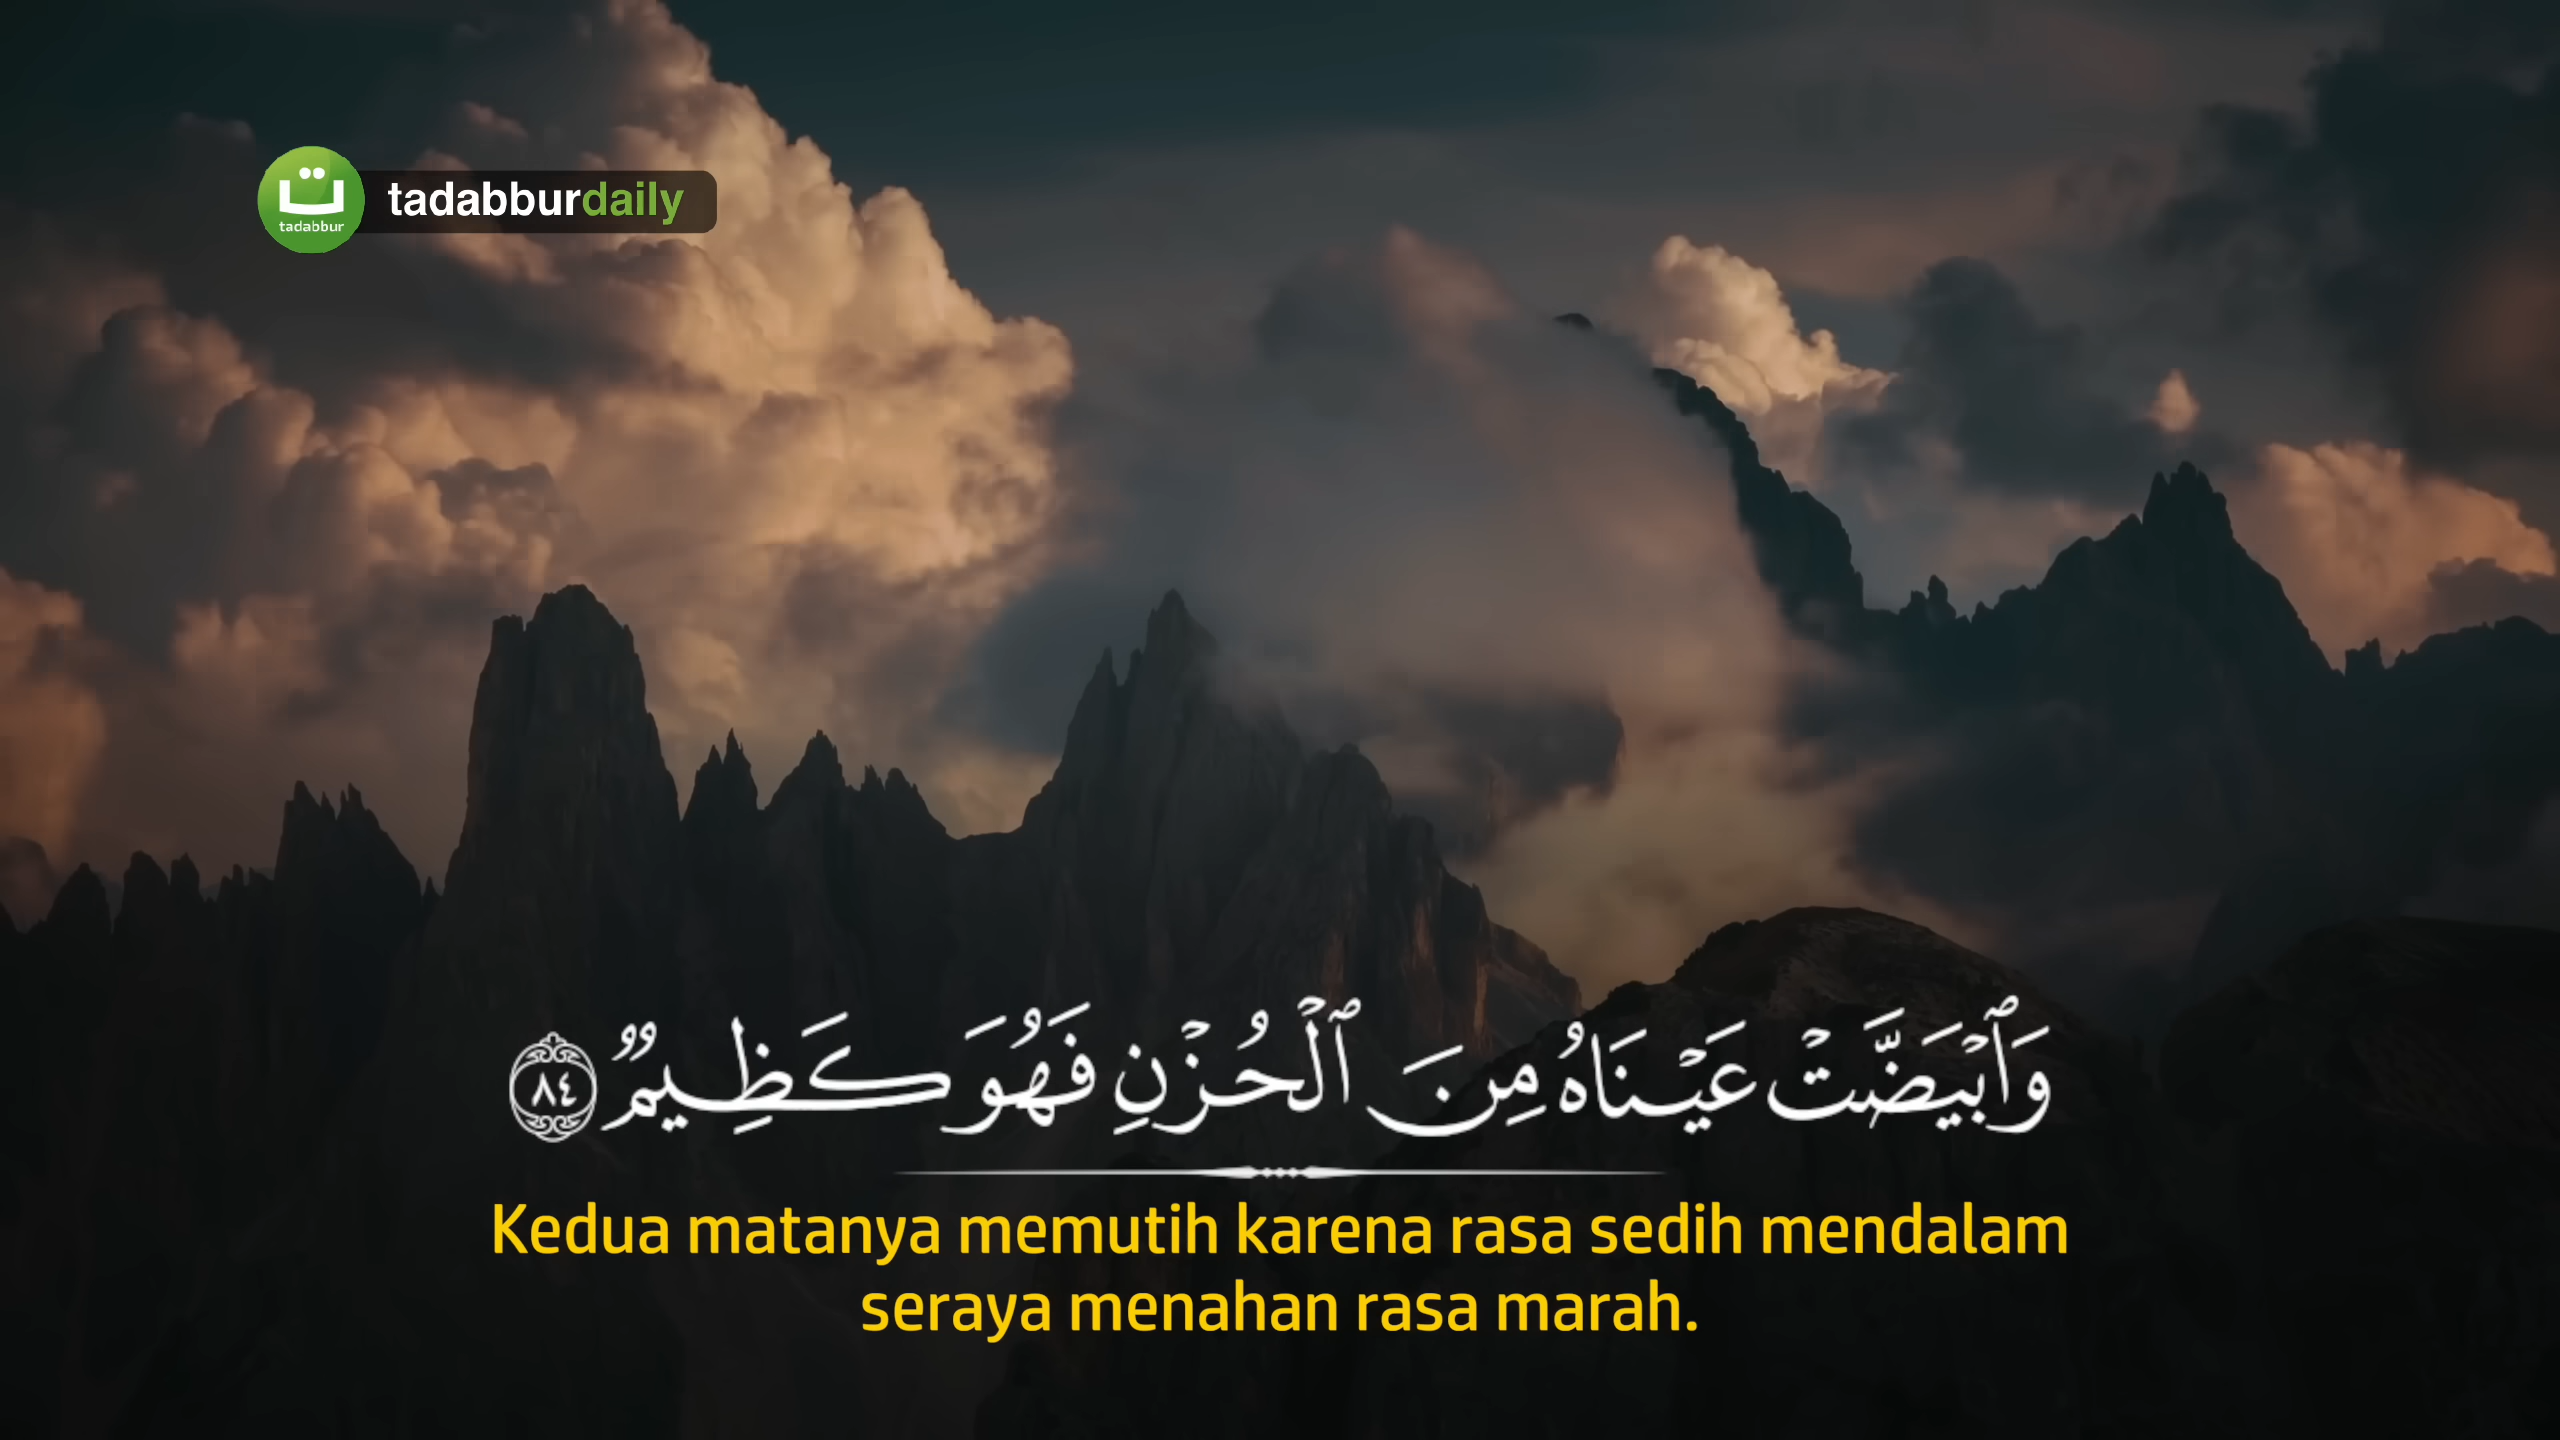 ت
tadabbur
tadabburdaily
وَٱبْيَضَّتْ عَيْنَاهُ مِنَ ٱلْحُزْنِ فَهُوَ كَظِيمٌ ٨٤
Kedua matanya memutih karena rasa sedih mendalam
seraya menahan rasa marah.